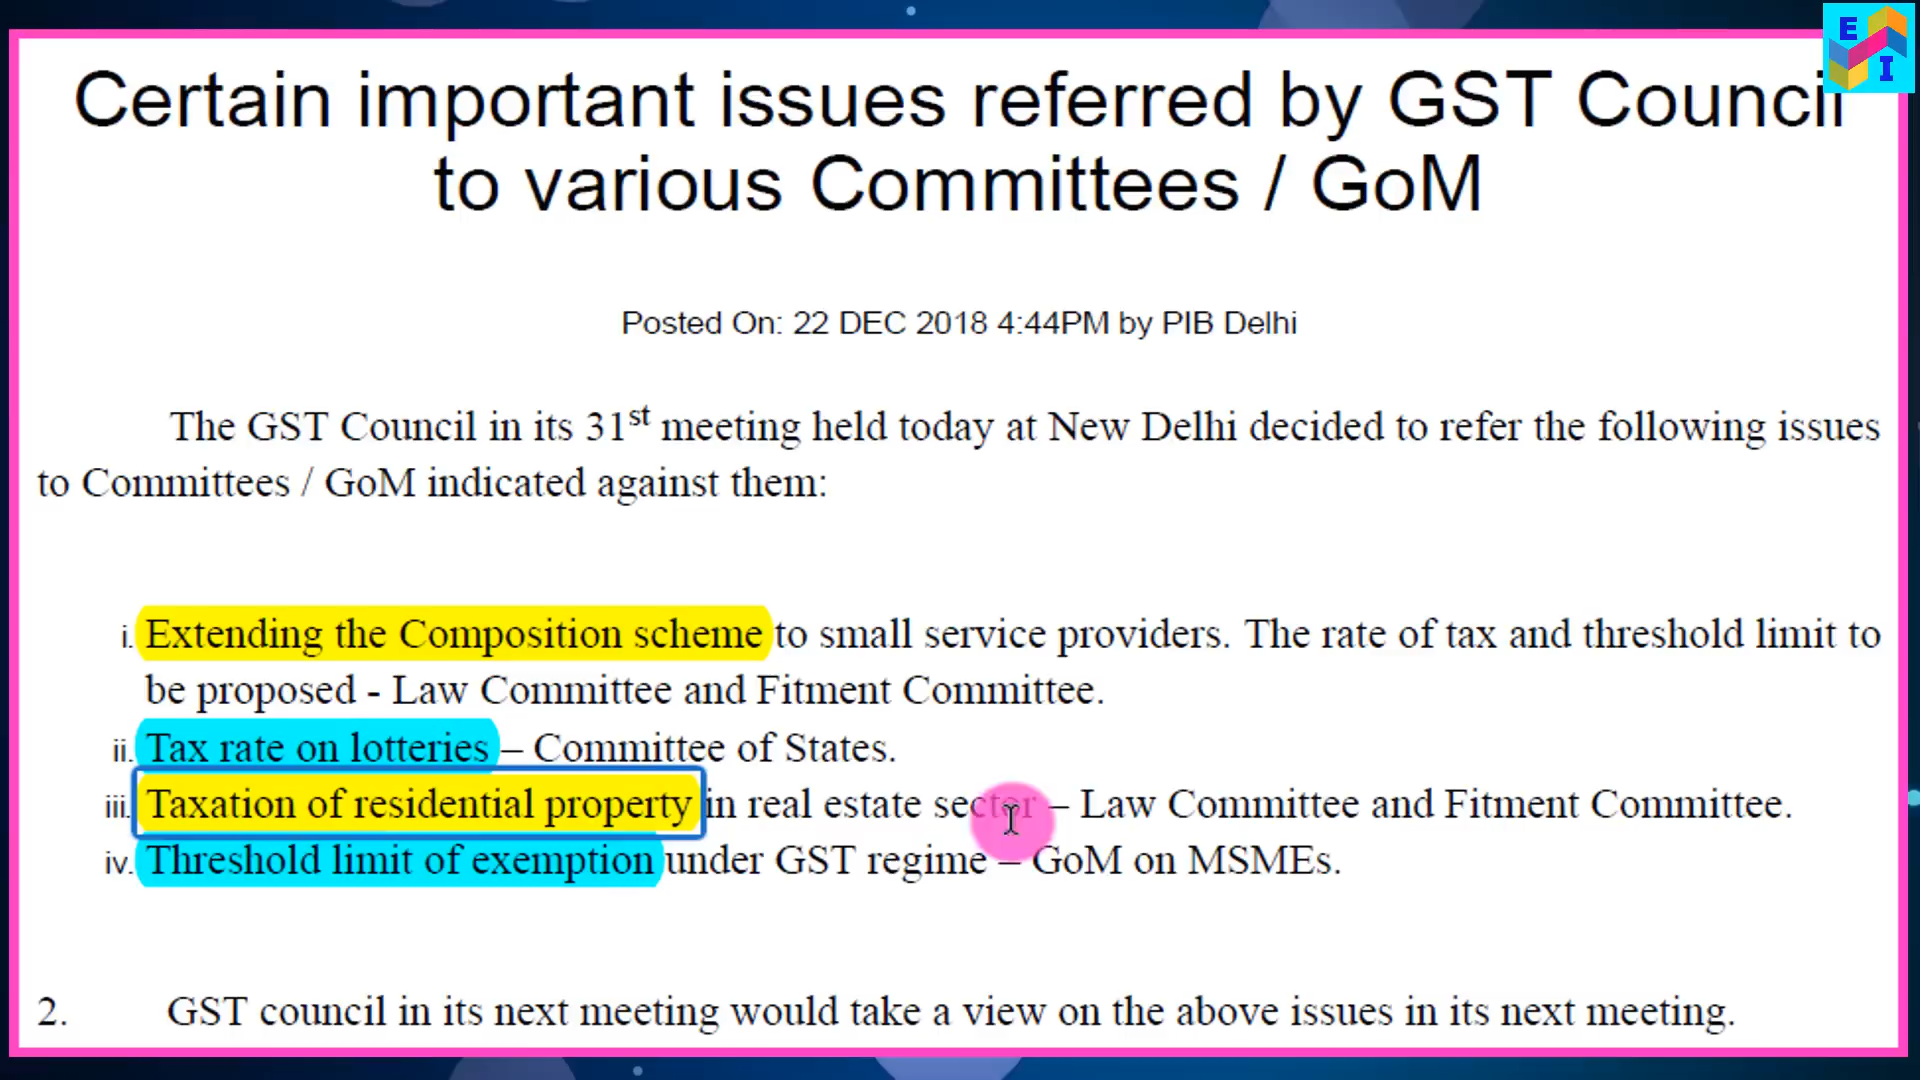 E
I
Certain important issues referred by GST Council
to various Committees / GoM
Posted On: 22 DEC 2018 4:44PM by PIB Delhi
The GST Council in its 31st meeting held today at New Delhi decided to refer the following issues
to Committees / GoM indicated against them:
i. Extending the Composition scheme to small service providers. The rate of tax and threshold limit to
be proposed - Law Committee and Fitment Committee.
ii. Tax rate on lotteries – Committee of States.
iii. Taxation of residential property in real estate sector – Law Committee and Fitment Committee.
iv. Threshold limit of exemption under GST regime – GoM on MSMEs.
2. GST council in its next meeting would take a view on the above issues in its next meeting.